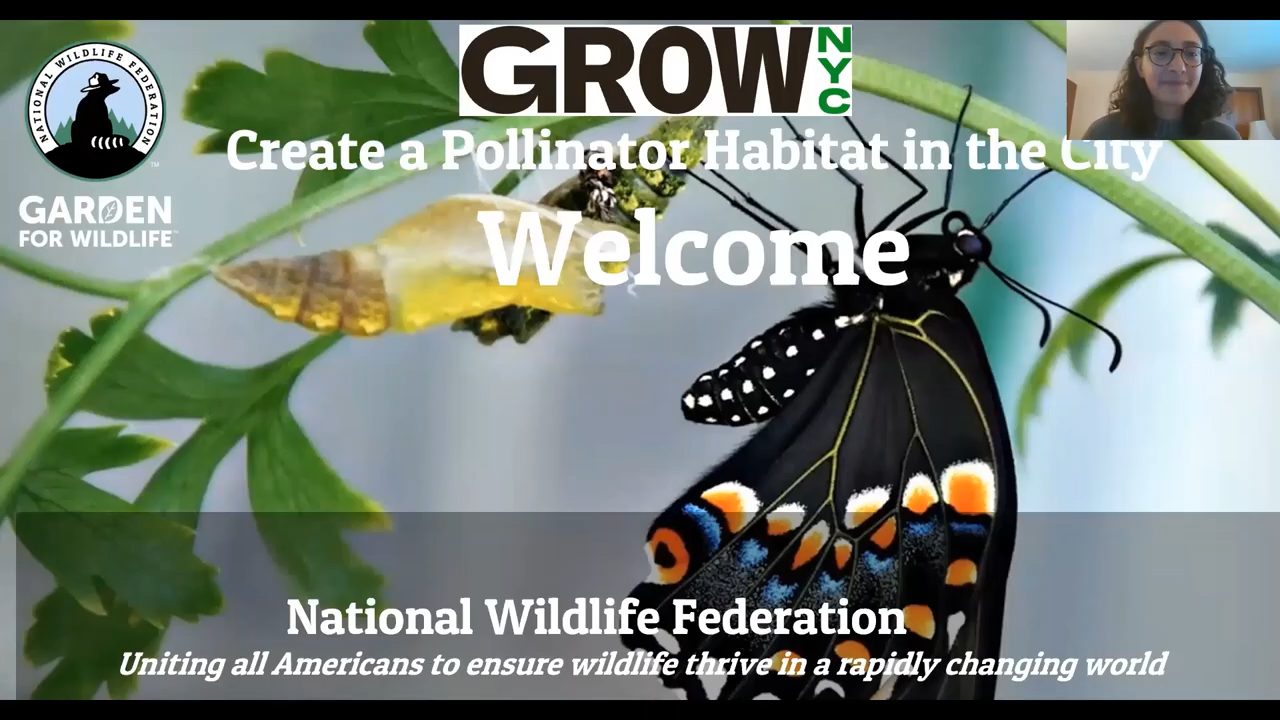 NATIONAL WILDLIFE FEDERATION
GARDEN
FOR WILDLIFE™
GROW
NYC
Create a Pollinator Habitat in the City
Welcome
National Wildlife Federation
Uniting all Americans to ensure wildlife thrive in a rapidly changing world